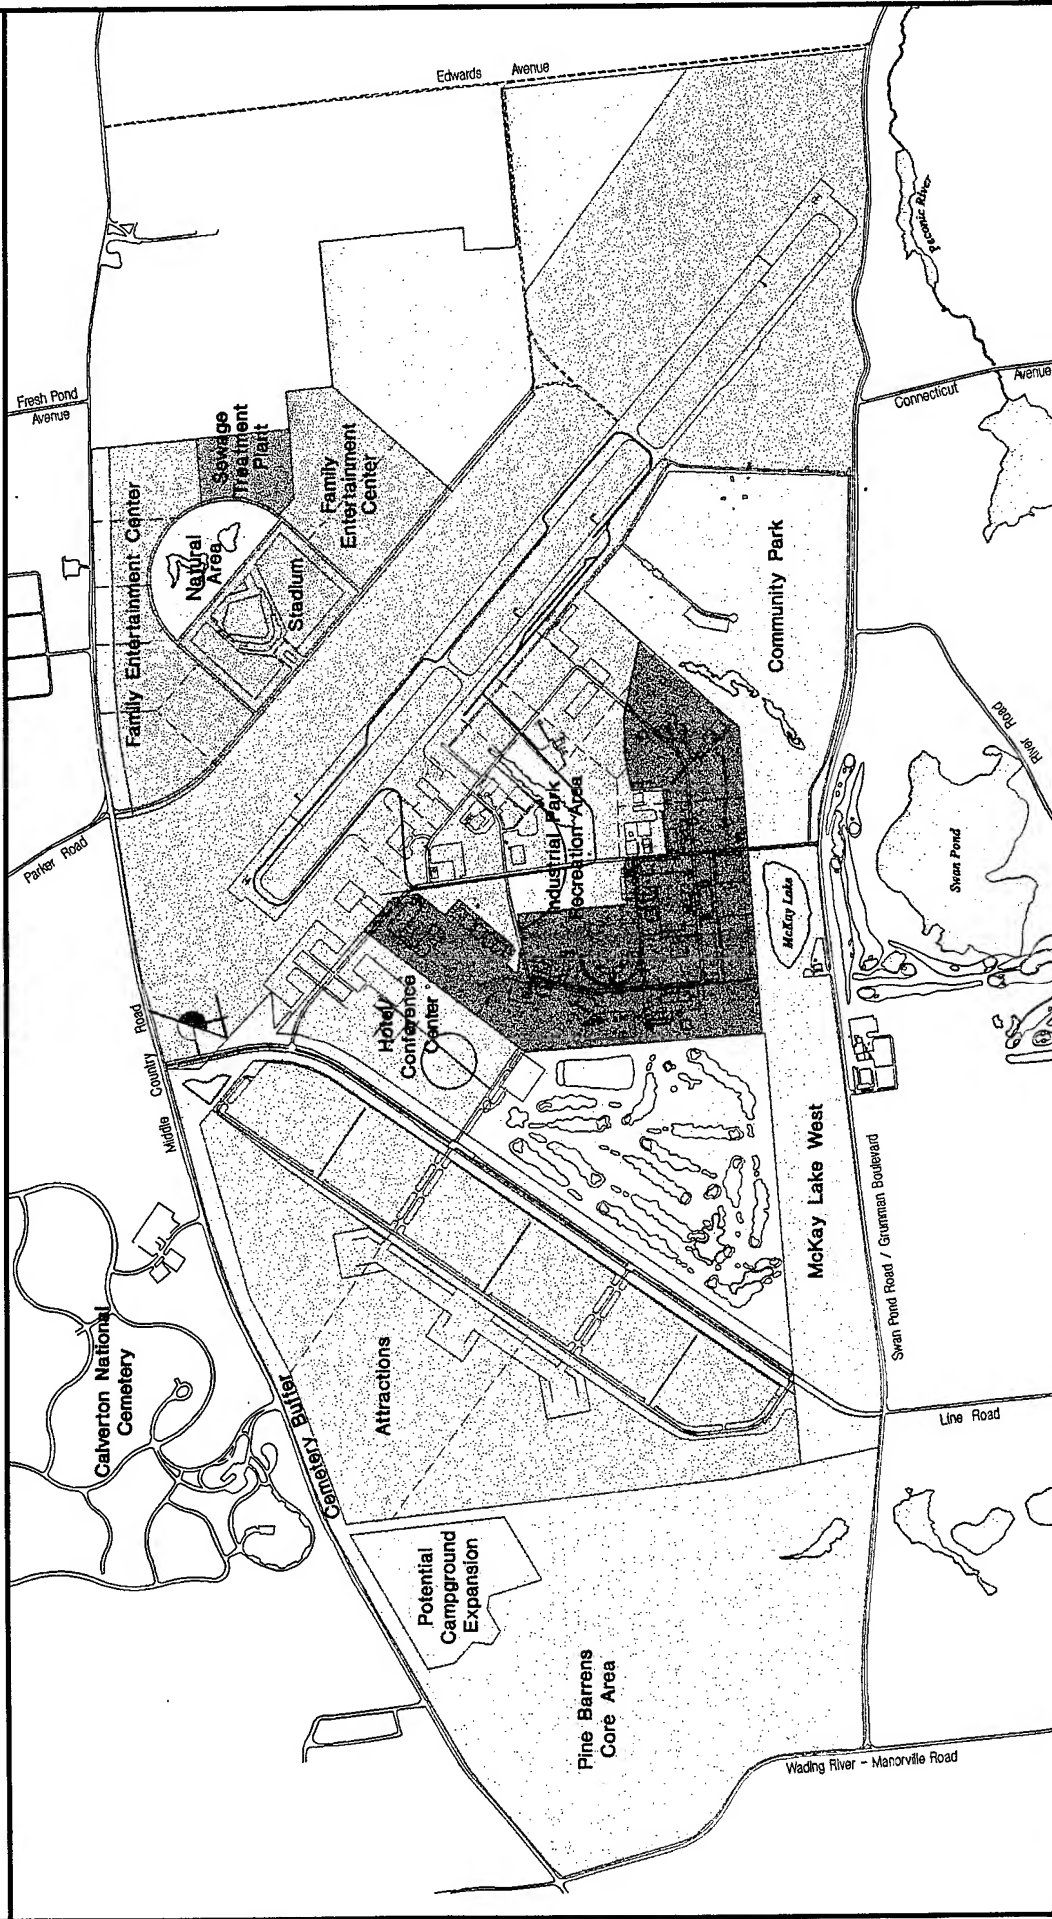 Edwards Avenue
Fresh Pond
Avenue
Family Entertainment Center
Sewage
Treatment
Plant
Natural
Area
Stadium
Family
Entertainment
Center
Peconic River
Connecticut Avenue
Community Park
River Road
Parker Road
Industrial Park
Recreation Area
McKay Lake
Swan Pond
Middle Country Road
Hotel/
Conference
Center
Calverton National
Cemetery
Cemetery Buffer
Attractions
McKay Lake West
Swan Pond Road / Grumman Boulevard
Line Road
Potential
Campground
Expansion
Pine Barrens
Core Area
Wading River - Manorville Road